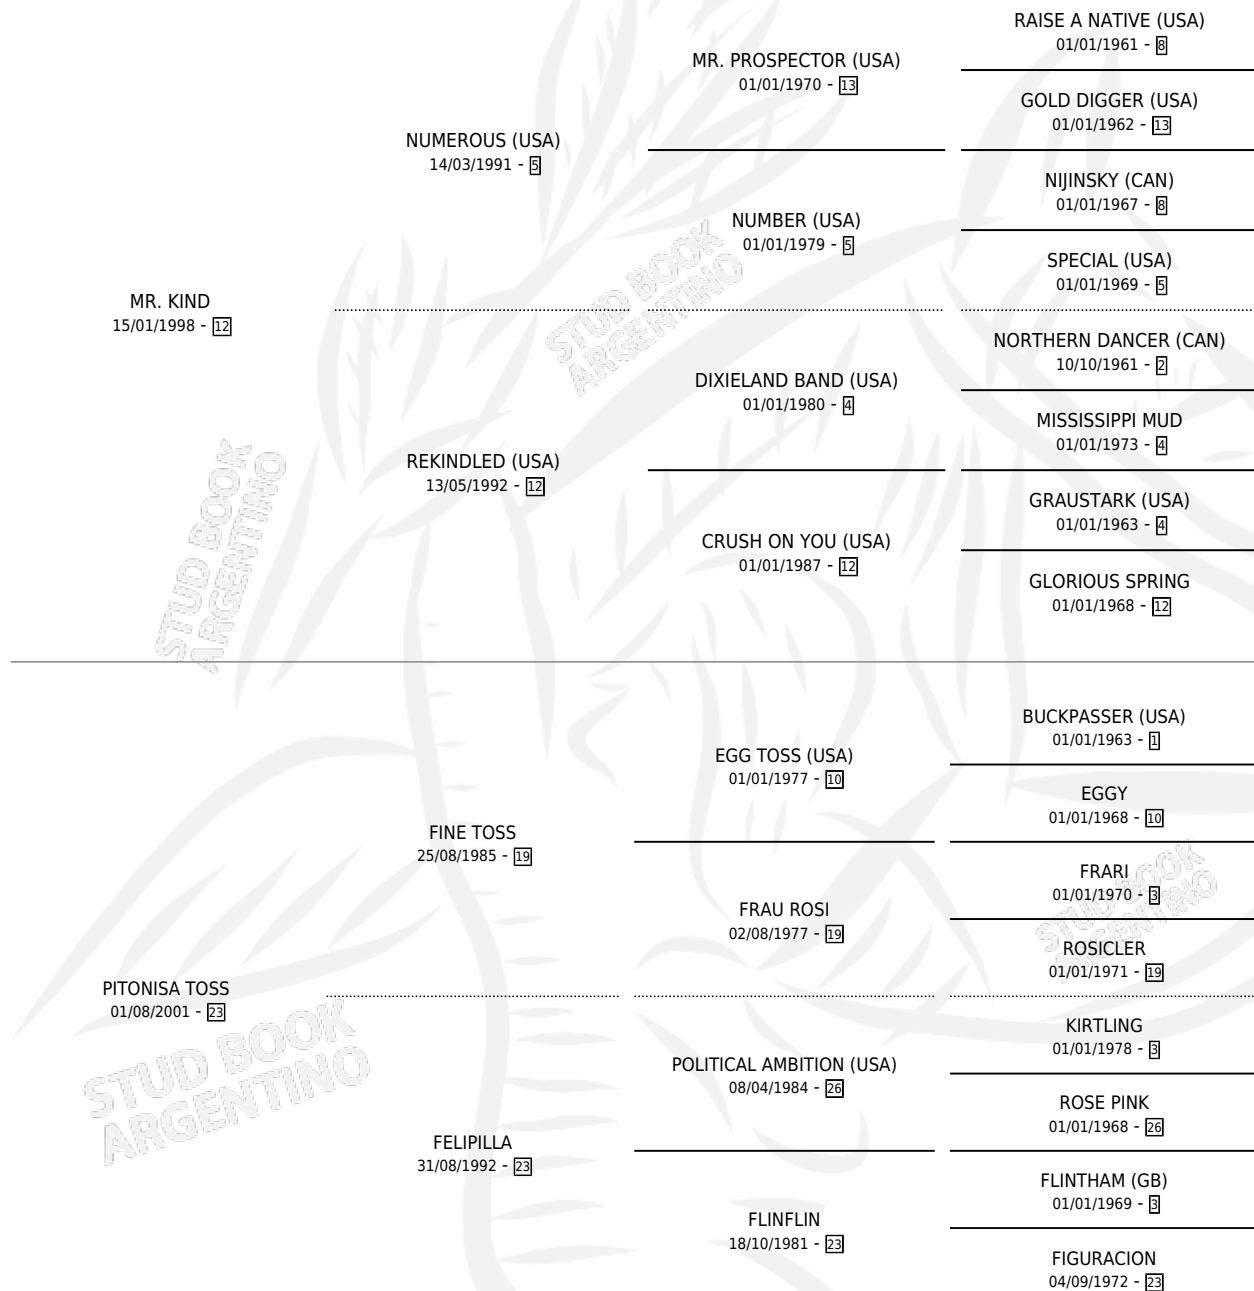 RAISE A NATIVE (USA)
01/01/1961 - 8
MR. PROSPECTOR (USA)
01/01/1970 - 13
GOLD DIGGER (USA)
01/01/1962 - 13
NUMEROUS (USA)
14/03/1991 - 5
NIJINSKY (CAN)
01/01/1967 - 8
NUMBER (USA)
01/01/1979 - 5
SPECIAL (USA)
01/01/1969 - 5
MR. KIND
15/01/1998 - 12
NORTHERN DANCER (CAN)
10/10/1961 - 2
DIXIELAND BAND (USA)
01/01/1980 - 4
MISSISSIPPI MUD
01/01/1973 - 4
REKINDLED (USA)
13/05/1992 - 12
GRAUSTARK (USA)
01/01/1963 - 4
CRUSH ON YOU (USA)
01/01/1987 - 12
GLORIOUS SPRING
01/01/1968 - 12
BUCKPASSER (USA)
01/01/1963 - 1
EGG TOSS (USA)
01/01/1977 - 10
EGGY
01/01/1968 - 10
FINE TOSS
25/08/1985 - 19
FRARI
01/01/1970 - 3
FRAU ROSI
02/08/1977 - 19
ROSICLER
01/01/1971 - 19
PITONISA TOSS
01/08/2001 - 23
KIRTLING
01/01/1978 - 3
POLITICAL AMBITION (USA)
08/04/1984 - 26
ROSE PINK
01/01/1968 - 26
FELIPILLA
31/08/1992 - 23
FLINTHAM (GB)
01/01/1969 - 3
FLINFLIN
18/10/1981 - 23
FIGURACION
04/09/1972 - 23
STUD BOOK
ARGENTINO
STUD BOOK
ARGENTINO
STUD BOOK
ARGENTINO
STUD BOOK
ARGENTINO